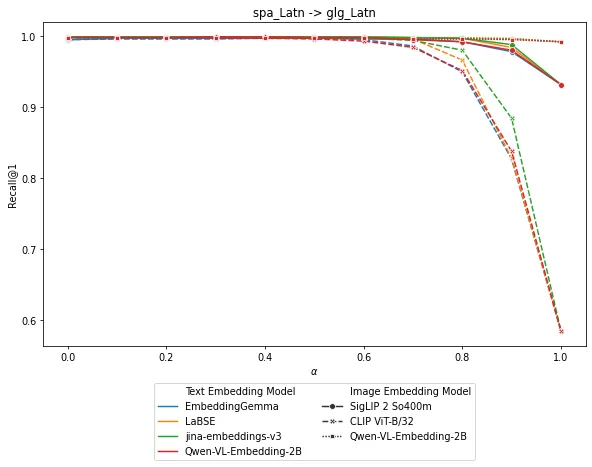 spa_Latn -> glg_Latn
Recall@1
1.0
0.9
0.8
0.7
0.6
0.0 0.2 0.4 0.6 0.8 1.0
α
Text Embedding Model
EmbeddingGemma
LaBSE
jina-embeddings-v3
Qwen-VL-Embedding-2B
Image Embedding Model
SigLIP 2 So400m
CLIP ViT-B/32
Qwen-VL-Embedding-2B